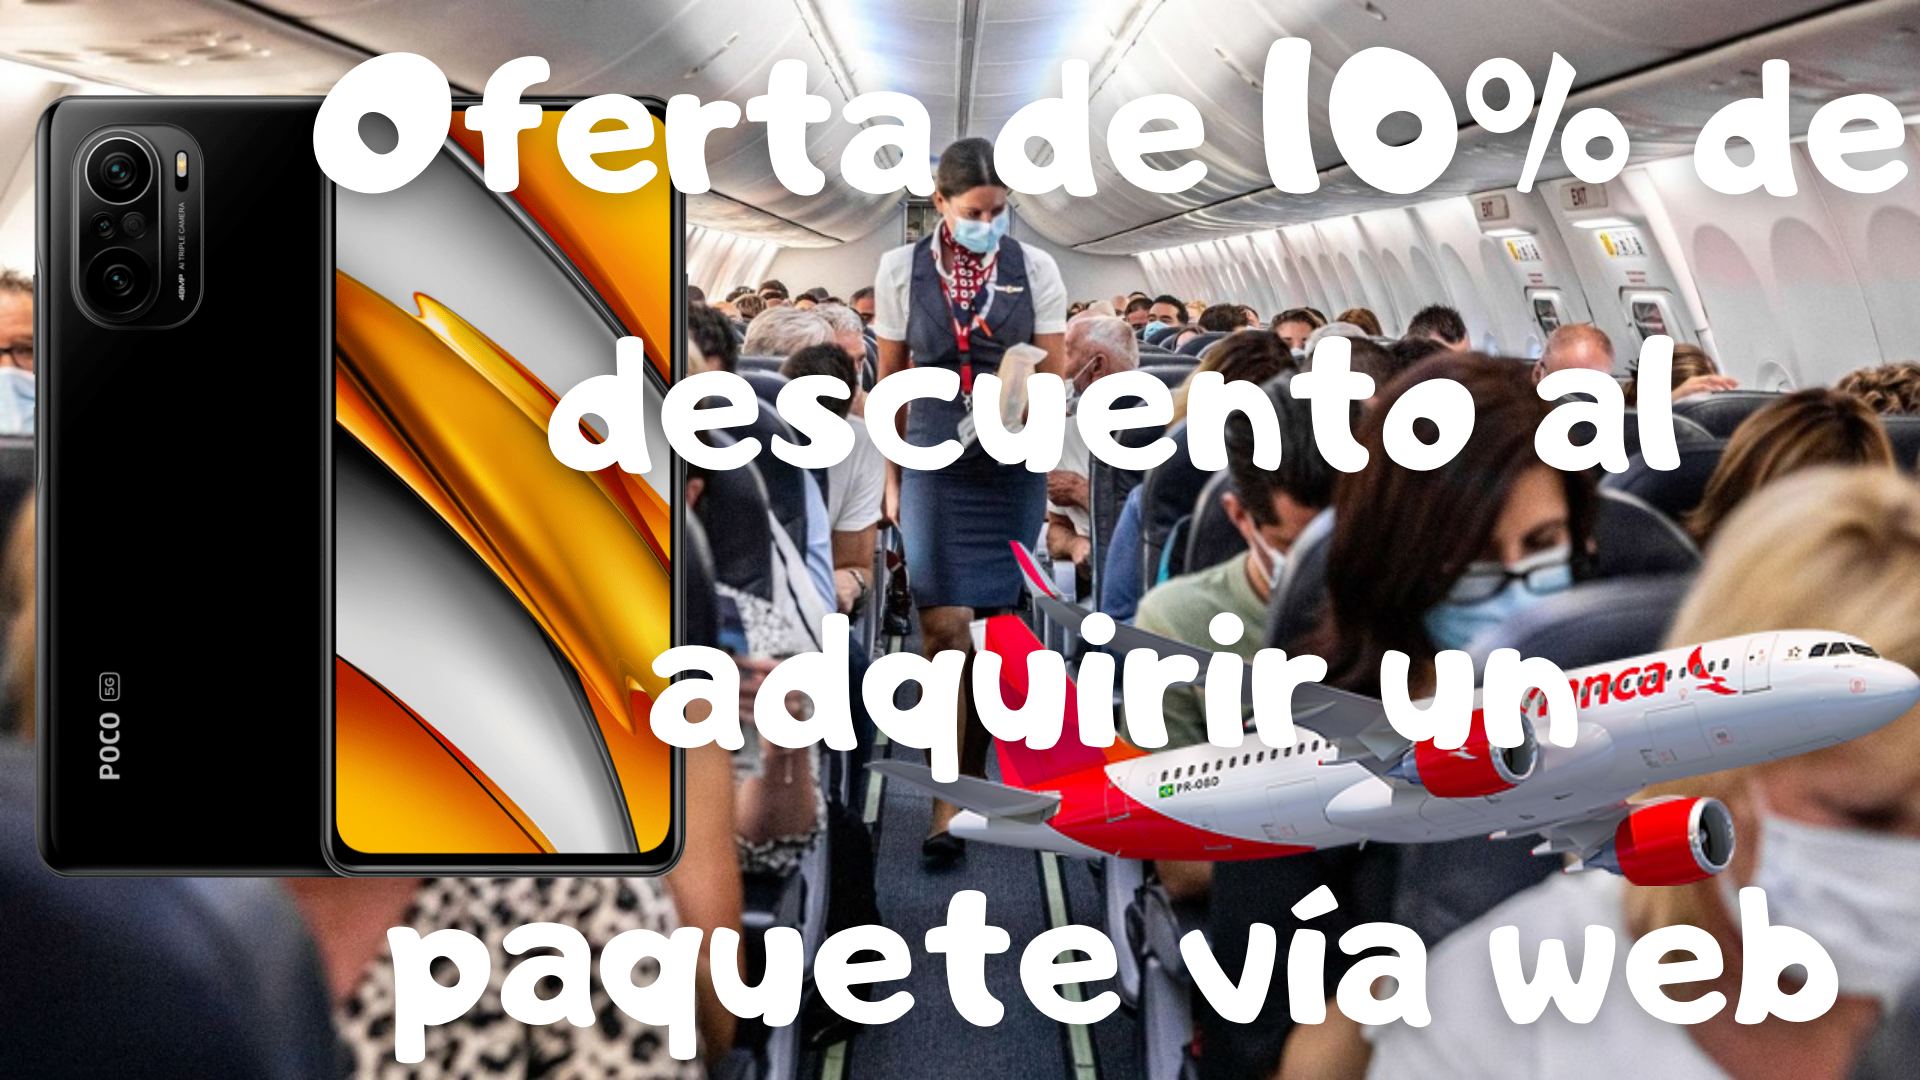 Oferta de 10% de
descuento al
adquirir un
paquete vía web
48MP AI TRIPLE CAMERA
POCO 5G
EXIT
EXIT
PR-OBD